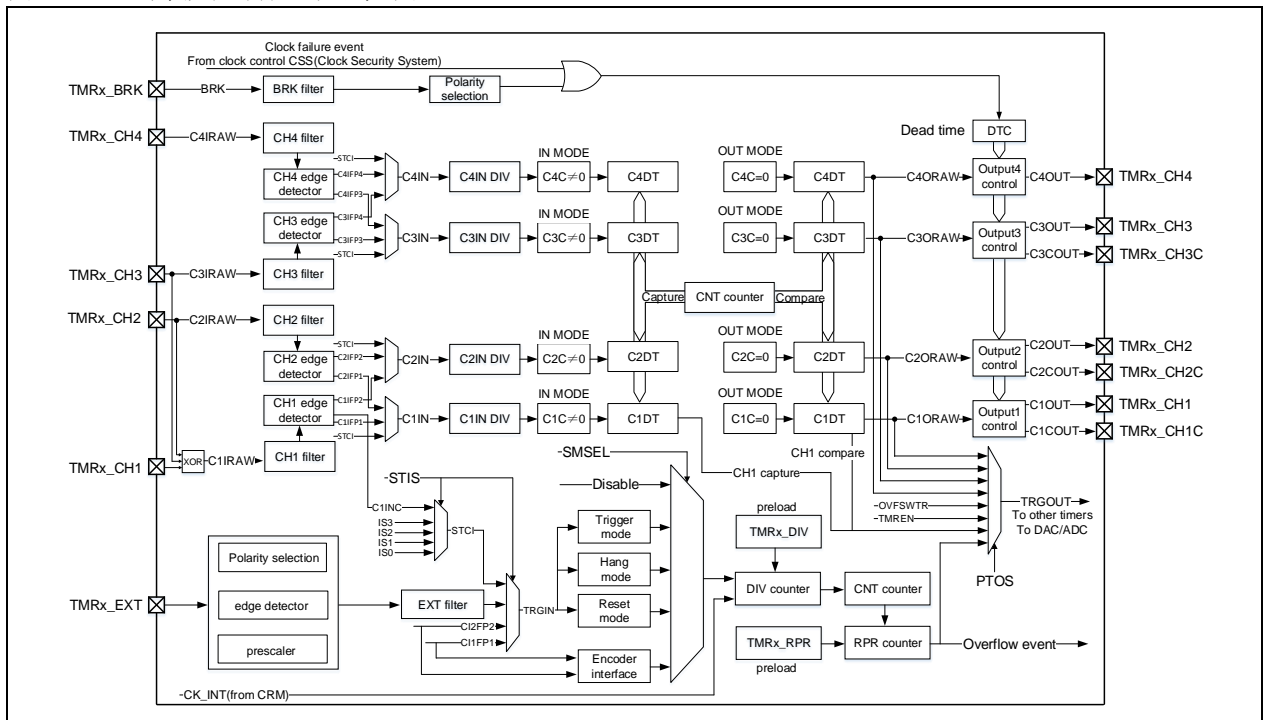 Clock failure event
From clock control CSS(Clock Security System)
TMRx_BRK
BRK
BRK filter
Polarity
selection
TMRx_CH4
C4IRAW
CH4 filter
Dead time
DTC
STCI
C4IFP4
C4IFP3
CH4 edge
detector
C4IN
C4IN DIV
IN MODE
C4C≠0
C4DT
OUT MODE
C4C=0
C4DT
C4ORAW
Output4
control
C4OUT
TMRx_CH4
CH3 edge
detector
C3IFP4
C3IFP3
STCI
C3IN
C3IN DIV
IN MODE
C3C≠0
C3DT
OUT MODE
C3C=0
C3DT
C3ORAW
Output3
control
C3OUT
TMRx_CH3
C3COUT
TMRx_CH3C
TMRx_CH3
C3IRAW
CH3 filter
Capture
CNT counter
Compare
TMRx_CH2
C2IRAW
CH2 filter
STCI
C2IFP2
C2IFP1
CH2 edge
detector
C2IN
C2IN DIV
IN MODE
C2C≠0
C2DT
OUT MODE
C2C=0
C2DT
C2ORAW
Output2
control
C2OUT
TMRx_CH2
C2COUT
TMRx_CH2C
CH1 edge
detector
C1IFP2
C1IFP1
STCI
C1IN
C1IN DIV
IN MODE
C1C≠0
C1DT
OUT MODE
C1C=0
C1DT
C1ORAW
Output1
control
C1OUT
TMRx_CH1
C1COUT
TMRx_CH1C
TMRx_CH1
XOR
C1IRAW
CH1 filter
CH1 compare
CH1 capture
-SMSEL
-STIS
Disable
C1INC
IS3
IS2
IS1
IS0
STCI
Trigger
mode
Hang
mode
Reset
mode
Encoder
interface
preload
TMRx_DIV
-OVFSWTR
-TMREN
TRGOUT
To other timers
To DAC/ADC
PTOS
Polarity selection
edge detector
prescaler
TMRx_EXT
EXT filter
CI2FP2
CI1FP1
TRGIN
DIV counter
CNT counter
TMRx_RPR
preload
RPR counter
Overflow event
-CK_INT(from CRM)